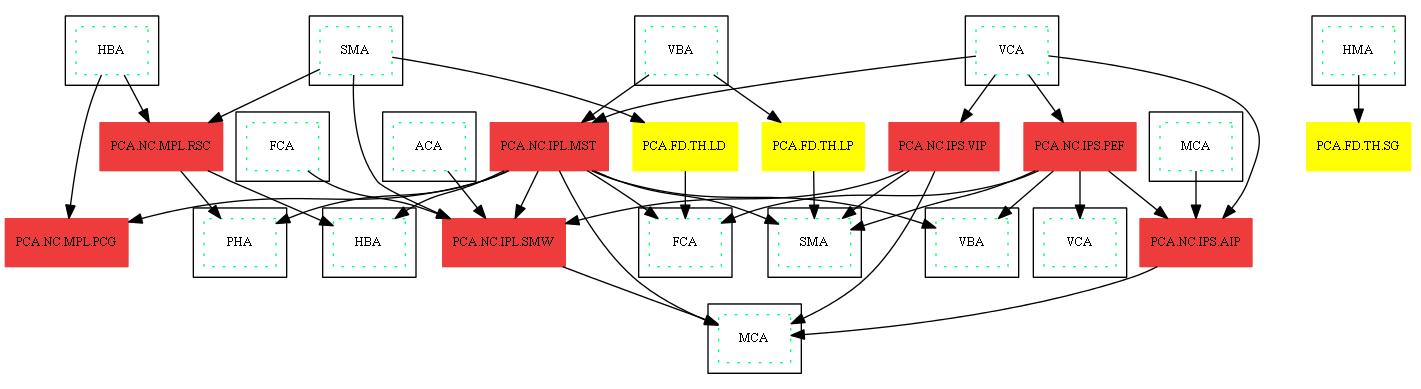 HBA
SMA
VBA
VCA
HMA
PCA.NC.MPL.RSC
FCA
ACA
PCA.NC.IPL.MST
PCA.FD.TH.LD
PCA.FD.TH.LP
PCA.NC.IPS.VIP
PCA.NC.IPS.PEF
MCA
PCA.FD.TH.SG
PCA.NC.MPL.PCG
PHA
HBA
PCA.NC.IPL.SMW
FCA
SMA
VBA
VCA
PCA.NC.IPS.AIP
MCA